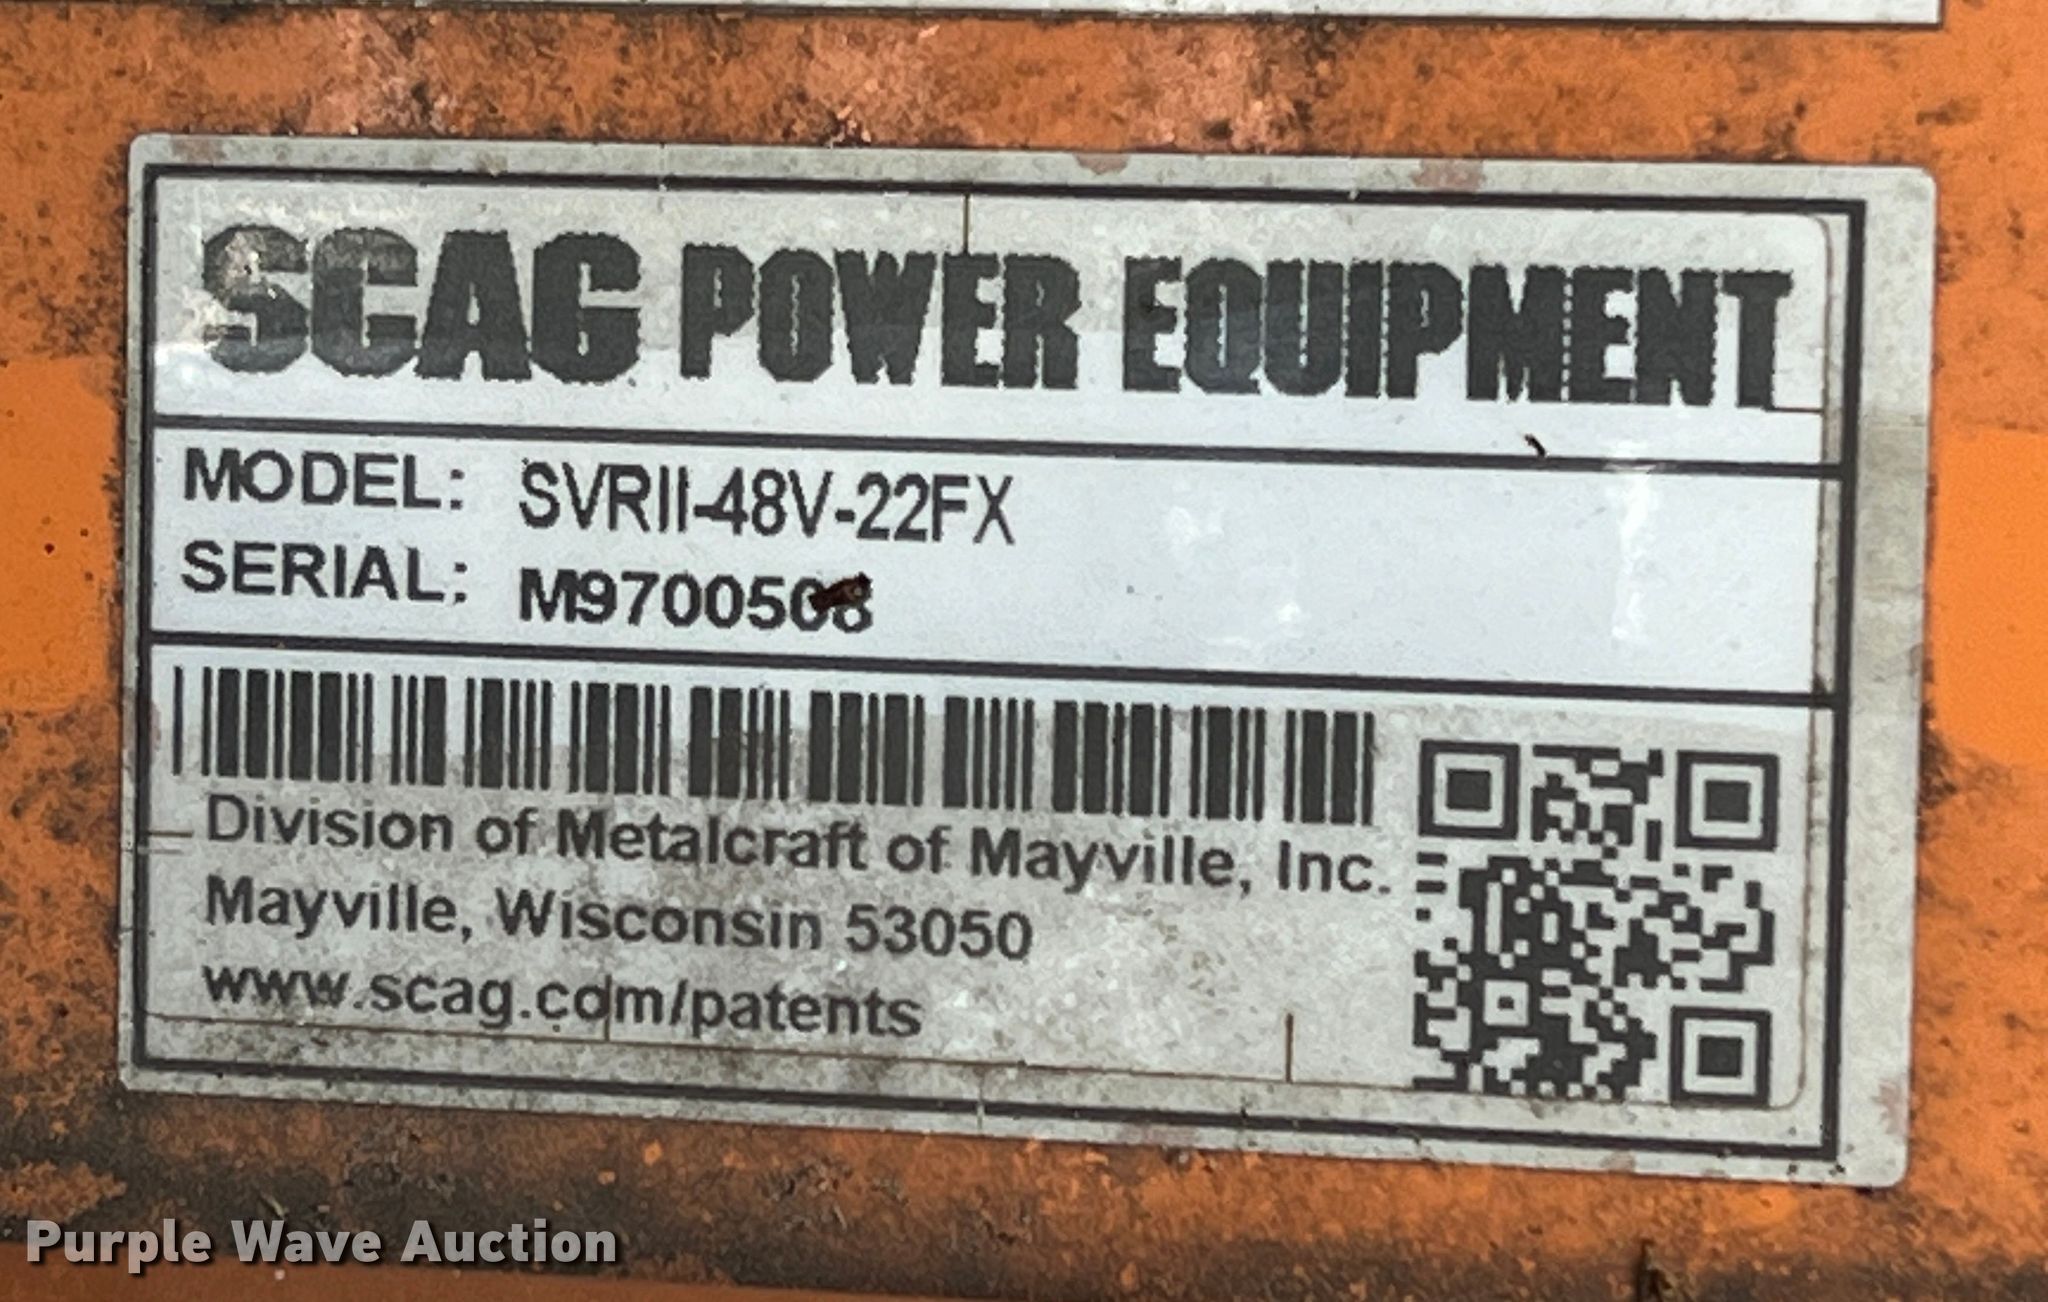 SCAG POWER EQUIPMENT
MODEL: SVRII-48V-22FX
SERIAL:
Division of Metalcraft of Mayville, Inc.
Mayville, Wisconsin 53050
www.scag.com/patents
Purple Wave Auction